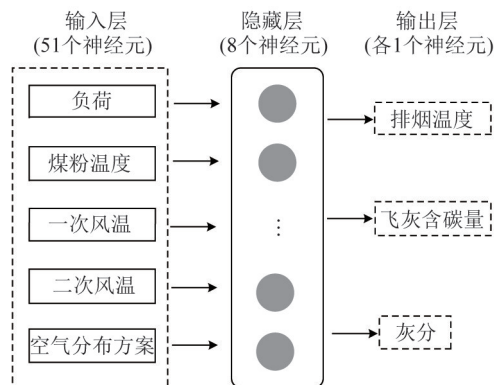 输入层
(51个神经元)
隐藏层
(8个神经元)
输出层
(各1个神经元)
负荷
煤粉温度
一次风温
二次风温
空气分布方案
⋮
排烟温度
飞灰含碳量
灰分